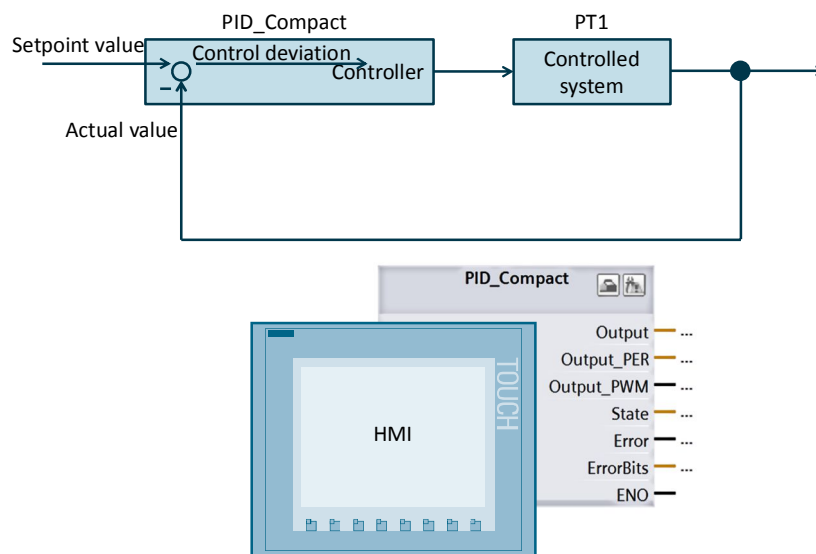 PID_Compact
PT1
Setpoint value
Control deviation
Controller
Controlled
system
–
Actual value
PID_Compact
Output
...
Output_PER
...
Output_PWM
...
State
...
Error
...
ErrorBits
...
ENO
TOUCH
HMI